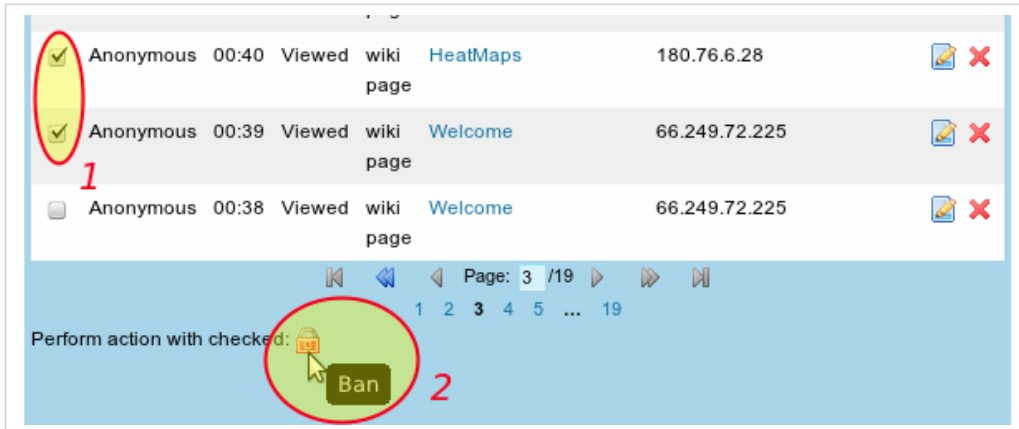 Anonymous 00:40 Viewed wiki page HeatMaps 180.76.6.28
Anonymous 00:39 Viewed wiki page Welcome 66.249.72.225
1
Anonymous 00:38 Viewed wiki page Welcome 66.249.72.225
Page: 3 /19
1 2 3 4 5 ... 19
Perform action with checked:
Ban
2